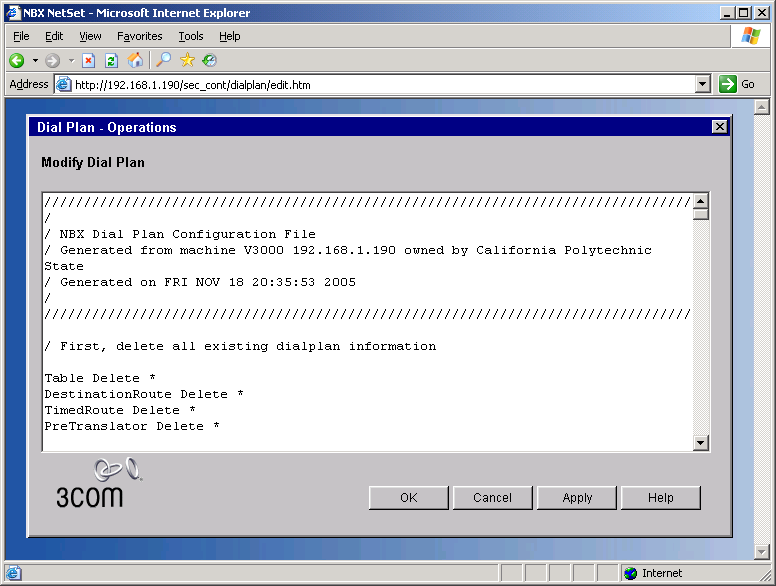 NBX NetSet - Microsoft Internet Explorer
File Edit View Favorites Tools Help
Address http://192.168.1.190/sec_cont/dialplan/edit.htm Go
Dial Plan - Operations
Modify Dial Plan
/////////////////////////////////////////////////////////////////////////////////
/
/ NBX Dial Plan Configuration File
/ Generated from machine V3000 192.168.1.190 owned by California Polytechnic
State
/ Generated on FRI NOV 18 20:35:53 2005
/
/////////////////////////////////////////////////////////////////////////////////
/ First, delete all existing dialplan information
Table Delete *
DestinationRoute Delete *
TimedRoute Delete *
PreTranslator Delete *
3COM
OK Cancel Apply Help
Internet